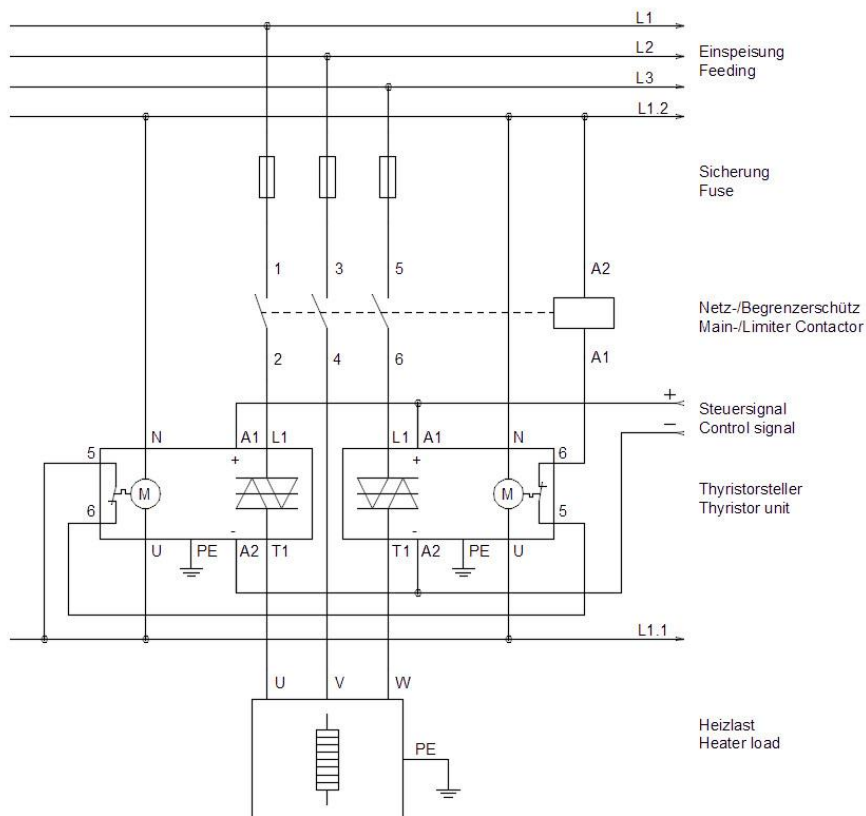 L1
L2
Einspeisung
Feeding
L3
L1.2
Sicherung
Fuse
1 3 5 A2
Netz-/Begrenzerschütz
Main-/Limiter Contactor
2 4 6 A1
+
Steuersignal
− Control signal
5 N A1 L1 L1 A1 N 6
+ +
M M
Thyristorsteller
Thyristor unit
6 5
- -
U PE A2 T1 T1 A2 PE U
L1.1
U V W
Heizlast
Heater load
PE